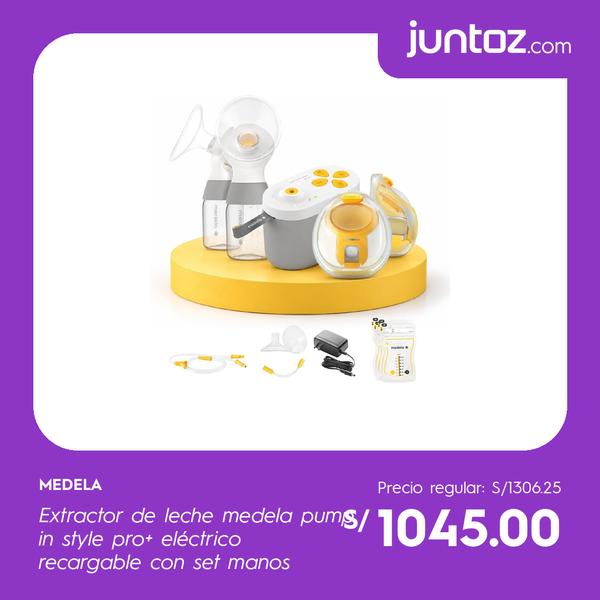 juntoz.com
medela
MEDELA
Precio regular: S/1306.25
Extractor de leche medela pump
in style pro+ eléctrico
recargable con set manos
S/ 1045.00